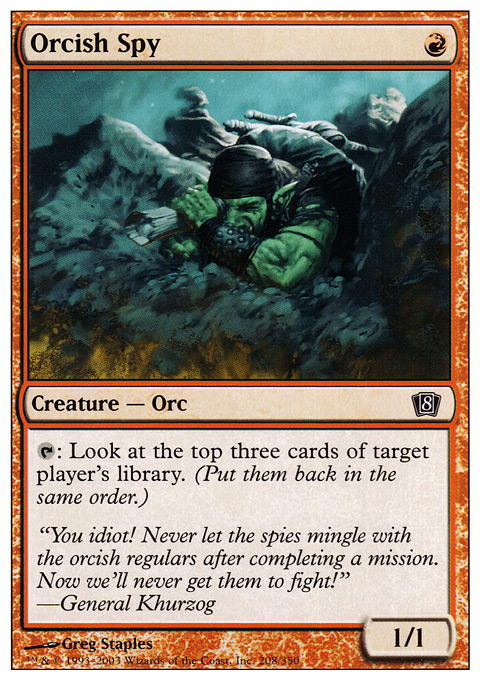 Orcish Spy
Creature — Orc
8
: Look at the top three cards of target
player's library. (Put them back in the
same order.)
“You idiot! Never let the spies mingle with
the orcish regulars after completing a mission.
Now we'll never get them to fight!”
—General Khurzog
Greg Staples
1/1
™ & © 1993–2003 Wizards of the Coast, Inc. 208/350